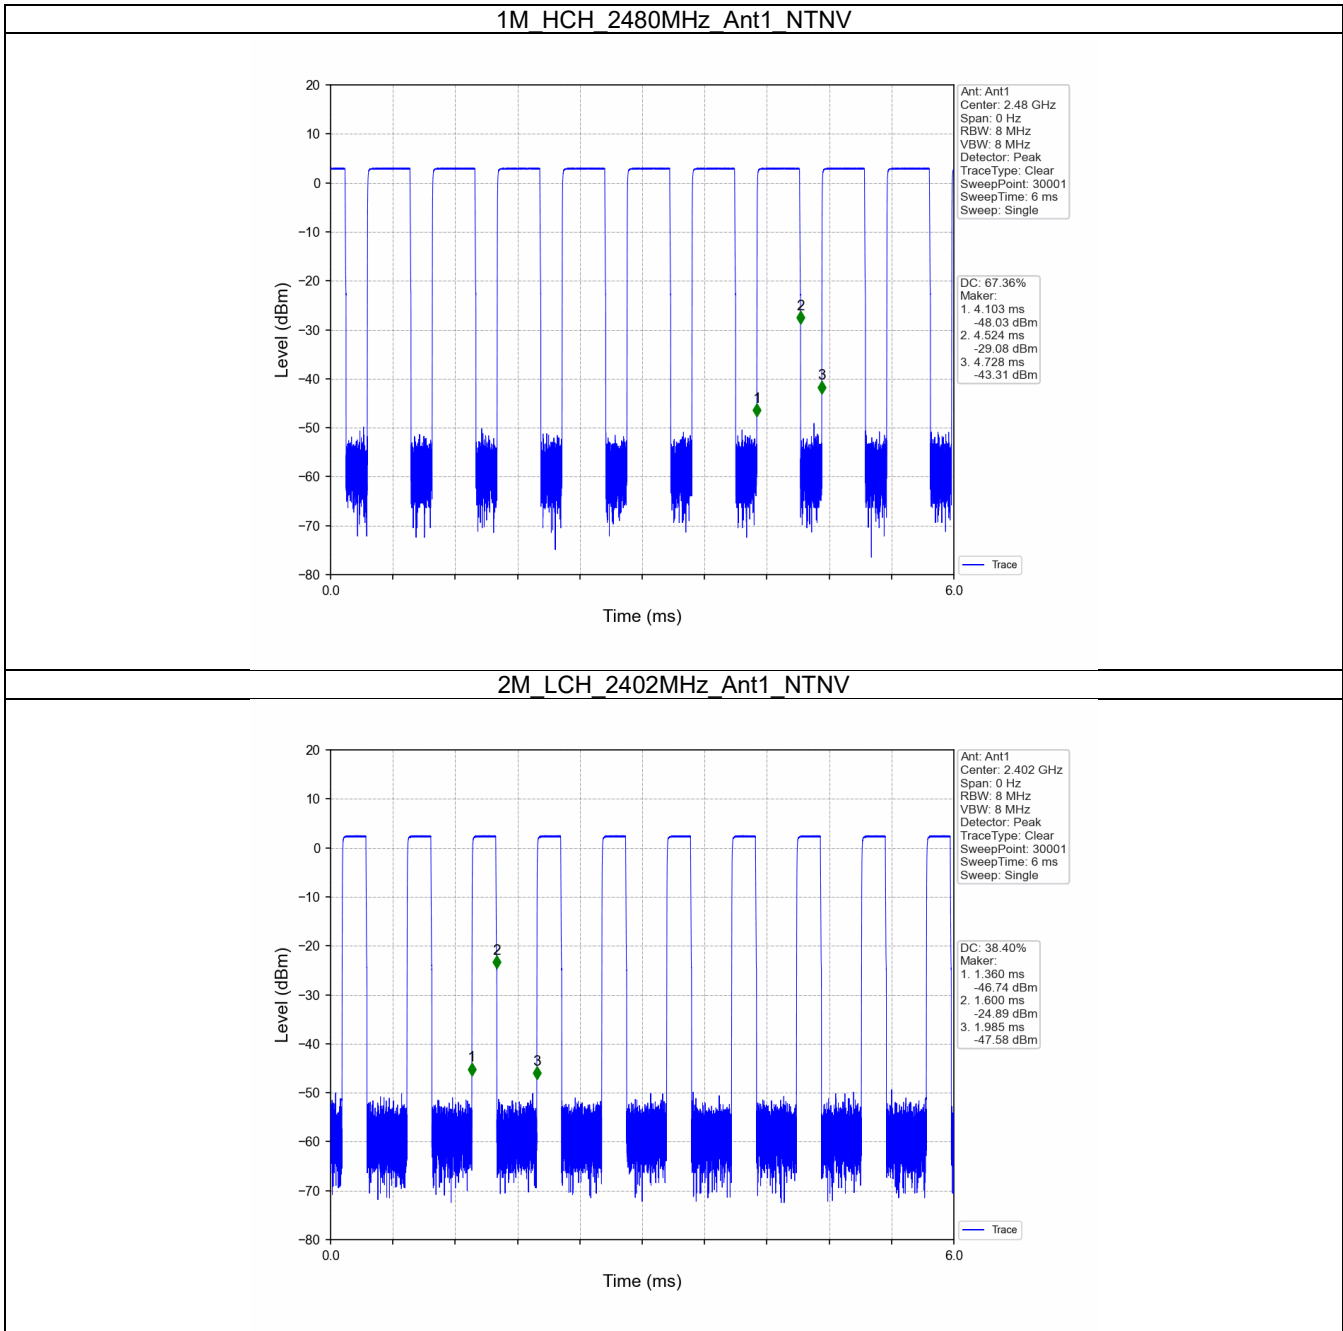 1M_HCH_2480MHz_Ant1_NTNV
20
10
0
−10
−20
−30
−40
−50
−60
−70
−80
Level (dBm)
0.0
6.0
Time (ms)
1
2
3
Ant: Ant1
Center: 2.48 GHz
Span: 0 Hz
RBW: 8 MHz
VBW: 8 MHz
Detector: Peak
TraceType: Clear
SweepPoint: 30001
SweepTime: 6 ms
Sweep: Single
DC: 67.36%
Maker:
1. 4.103 ms
-48.03 dBm
2. 4.524 ms
-29.08 dBm
3. 4.728 ms
-43.31 dBm
Trace
2M_LCH_2402MHz_Ant1_NTNV
20
10
0
−10
−20
−30
−40
−50
−60
−70
−80
Level (dBm)
0.0
6.0
Time (ms)
1
2
3
Ant: Ant1
Center: 2.402 GHz
Span: 0 Hz
RBW: 8 MHz
VBW: 8 MHz
Detector: Peak
TraceType: Clear
SweepPoint: 30001
SweepTime: 6 ms
Sweep: Single
DC: 38.40%
Maker:
1. 1.360 ms
-46.74 dBm
2. 1.600 ms
-24.89 dBm
3. 1.985 ms
-47.58 dBm
Trace